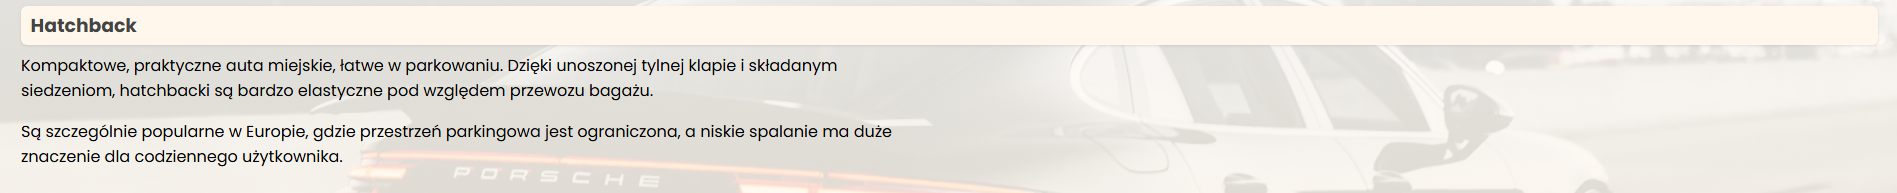 Hatchback
Kompaktowe, praktyczne auta miejskie, łatwe w parkowaniu. Dzięki unoszonej tylnej klapie i składanym
siedzeniom, hatchbacki są bardzo elastyczne pod względem przewozu bagażu.
Są szczególnie popularne w Europie, gdzie przestrzeń parkingowa jest ograniczona, a niskie spalanie ma duże
znaczenie dla codziennego użytkownika.
PORSCHE